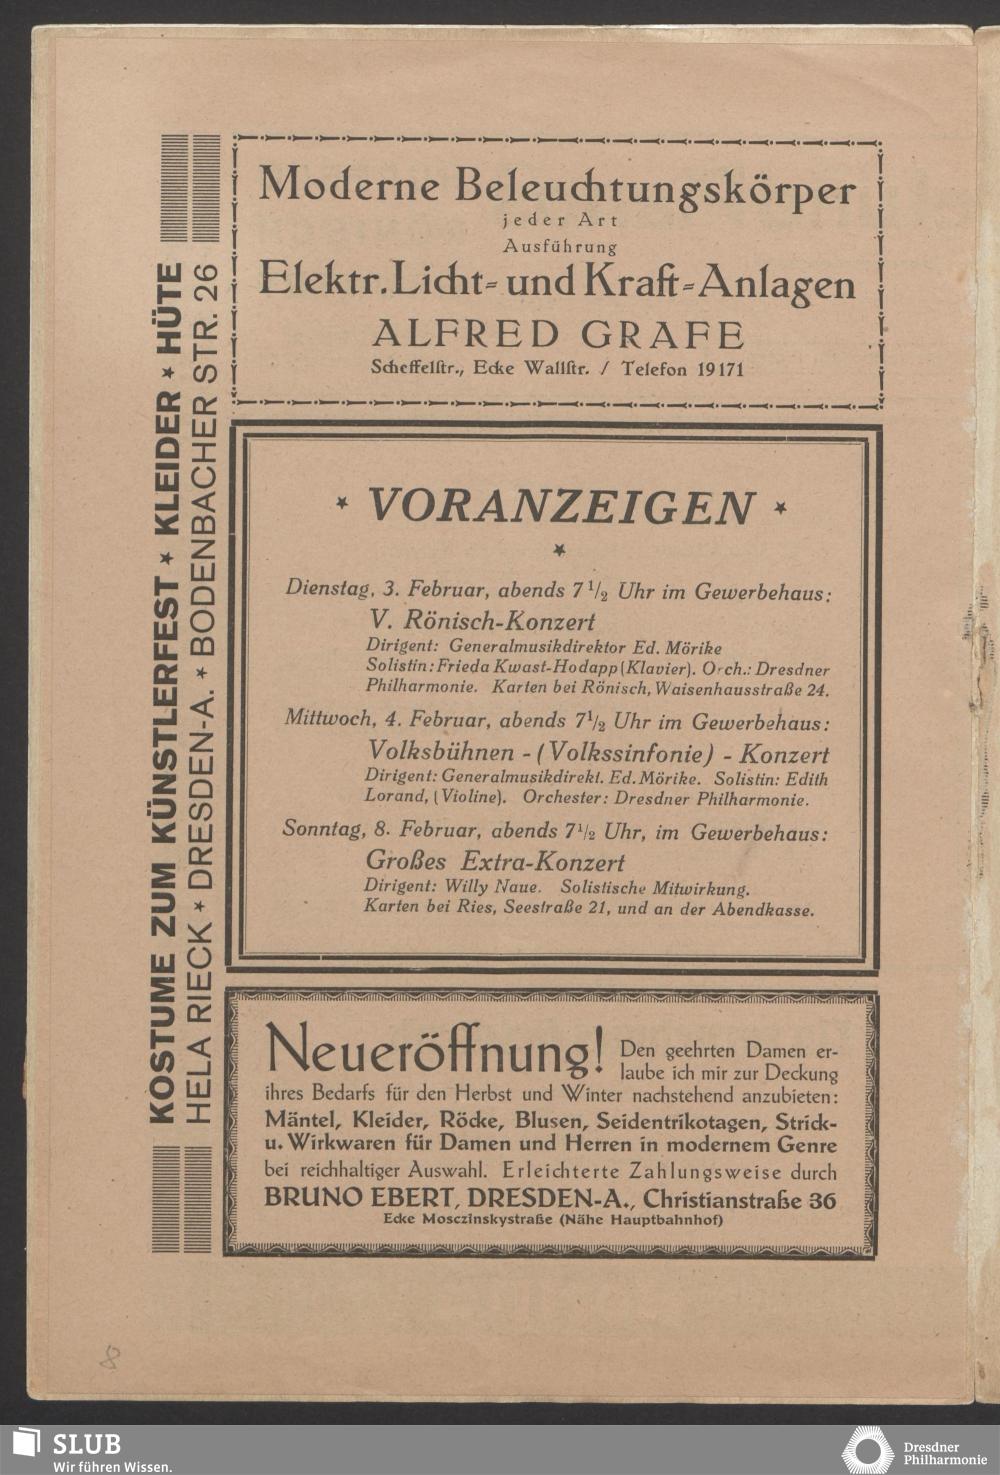 KOSTUME ZUM KÜNSTLERFEST * KLEIDER * HÜTE
HELA RIECK * DRESDEN-A. * BODENBACHER STR. 26
Moderne Beleuchtungskörper
jeder Art
Ausführung
Elektr. Licht- und Kraft-Anlagen
ALFRED GRAFE
Scheffelstr., Ecke Wallstr. / Telefon 19171
* VORANZEIGEN *
*
Dienstag, 3. Februar, abends 7 1/2 Uhr im Gewerbehaus:
V. Rönisch-Konzert
Dirigent: Generalmusikdirektor Ed. Mörike
Solistin: Frieda Kwast-Hodapp (Klavier). Orch.: Dresdner
Philharmonie. Karten bei Rönisch, Waisenhausstraße 24.
Mittwoch, 4. Februar, abends 7 1/2 Uhr im Gewerbehaus:
Volksbühnen - (Volkssinfonie) - Konzert
Dirigent: Generalmusikdirekt. Ed. Mörike. Solistin: Edith
Lorand, (Violine). Orchester: Dresdner Philharmonie.
Sonntag, 8. Februar, abends 7 1/2 Uhr, im Gewerbehaus:
Großes Extra-Konzert
Dirigent: Willy Naue. Solistische Mitwirkung.
Karten bei Ries, Seestraße 21, und an der Abendkasse.
Neueröffnung! Den geehrten Damen er-
laube ich mir zur Deckung
ihres Bedarfs für den Herbst und Winter nachstehend anzubieten:
Mäntel, Kleider, Röcke, Blusen, Seidentrikotagen, Strick-
u. Wirkwaren für Damen und Herren in modernem Genre
bei reichhaltiger Auswahl. Erleichterte Zahlungsweise durch
BRUNO EBERT, DRESDEN-A., Christianstraße 36
Ecke Mosczinskystraße (Nähe Hauptbahnhof)
8
SLUB
Wir führen Wissen.
Dresdner
Philharmonie